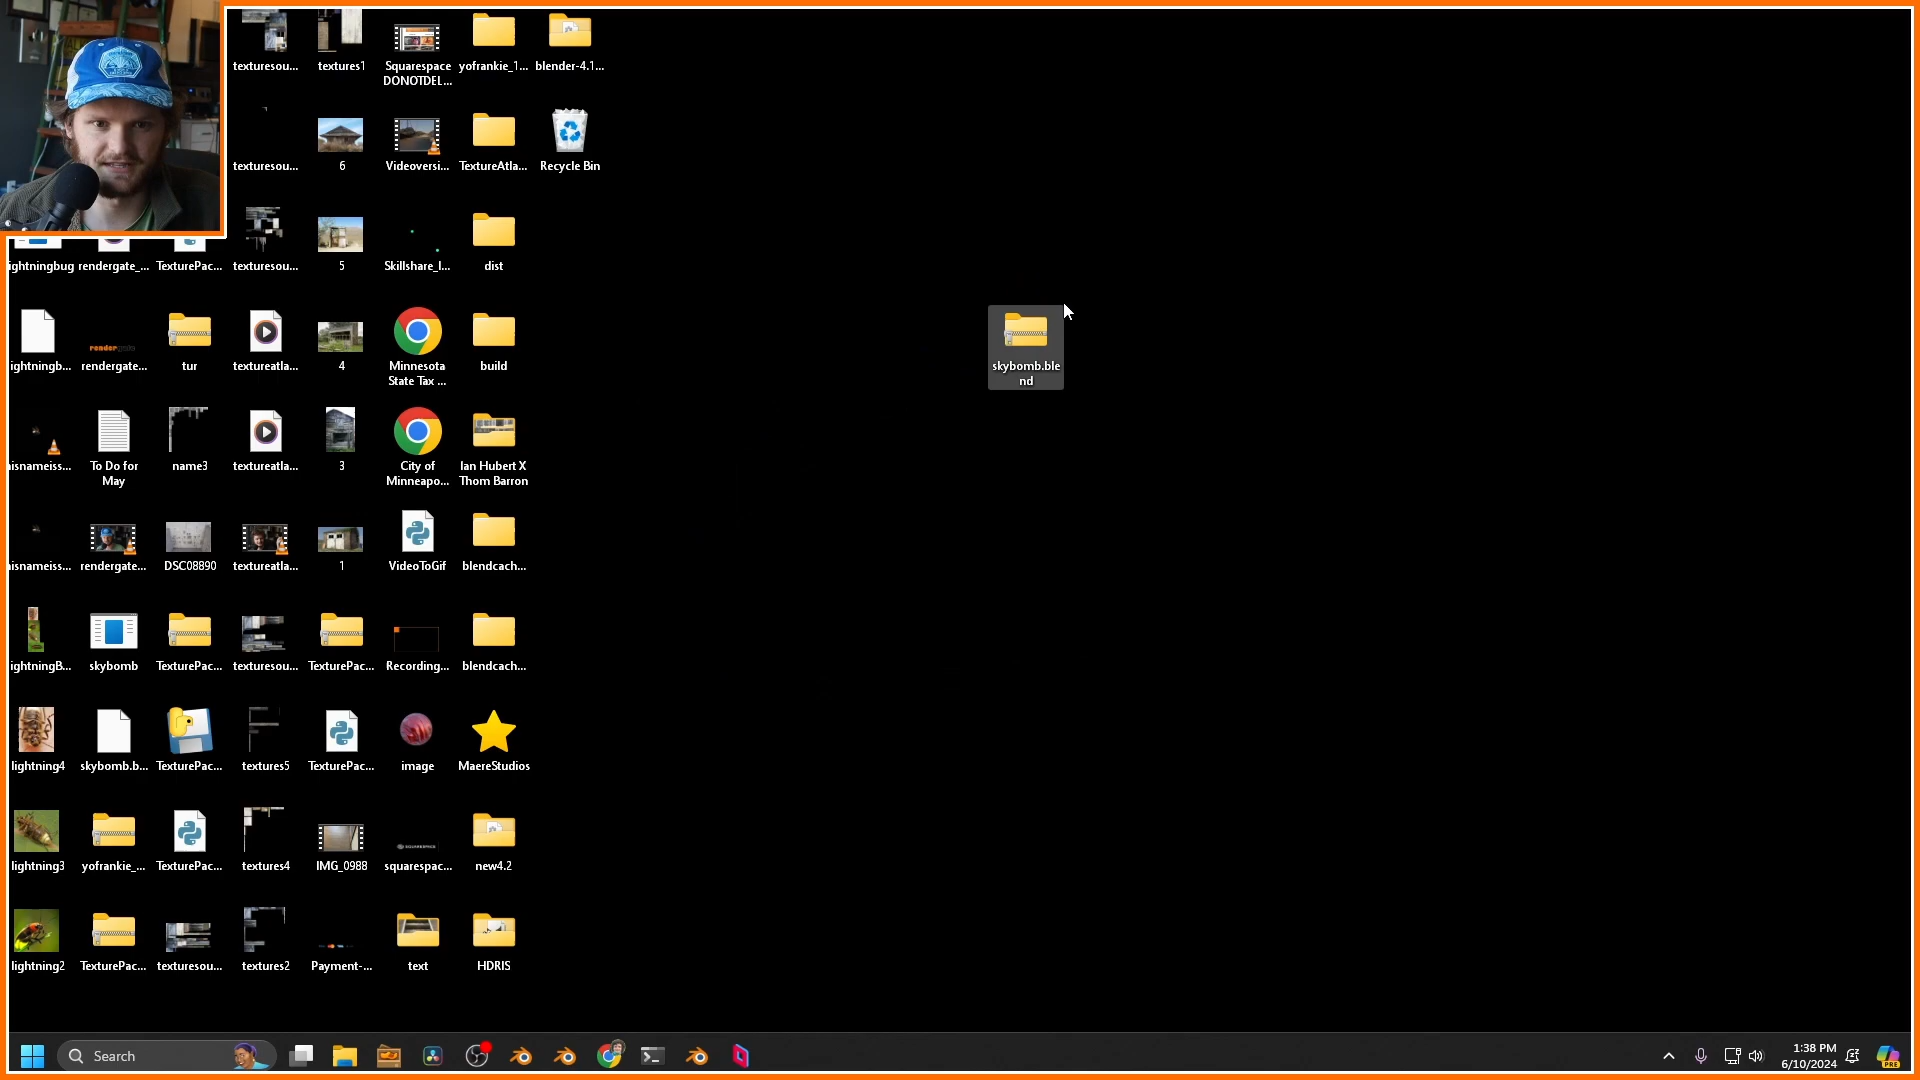 texturesou...
textures1
Squarespace
DONOTDEL...
yofrankie_1...
blender-4.1...
texturesou...
6
Videoversi...
TextureAtla...
Recycle Bin
ightningbug
rendergate_...
TexturePac...
texturesou...
5
Skillshare_I...
dist
ightningb...
rendergate...
tur
textureatla...
4
Minnesota
State Tax ...
build
skybomb.ble
nd
isnameiss...
To Do for
May
name3
textureatla...
3
City of
Minneapo...
Ian Hubert X
Thom Barron
isnameiss...
rendergate...
DSC08890
textureatla...
1
VideoToGif
blendcach...
ightningB...
skybomb
TexturePac...
texturesou...
TexturePac...
Recording...
blendcach...
lightning4
skybomb.b...
TexturePac...
textures5
TexturePac...
image
MaereStudios
lightning3
yofrankie_...
TexturePac...
textures4
IMG_0988
squarespac...
new4.2
lightning2
TexturePac...
texturesou...
textures2
Payment-...
text
HDRIS
Search
1:38 PM
6/10/2024